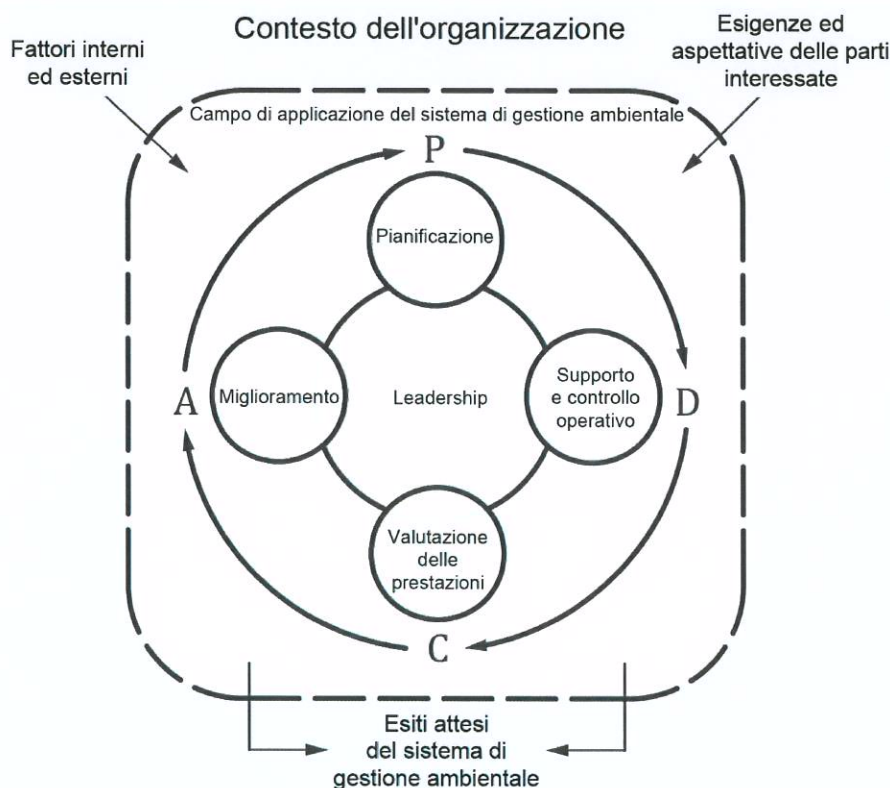 Contesto dell'organizzazione
Fattori interni
ed esterni
Esigenze ed
aspettative delle parti
interessate
Campo di applicazione del sistema di gestione ambientale
P
Pianificazione
A
Miglioramento
Leadership
Supporto
e controllo
operativo
D
Valutazione
delle
prestazioni
C
Esiti attesi
del sistema di
gestione ambientale